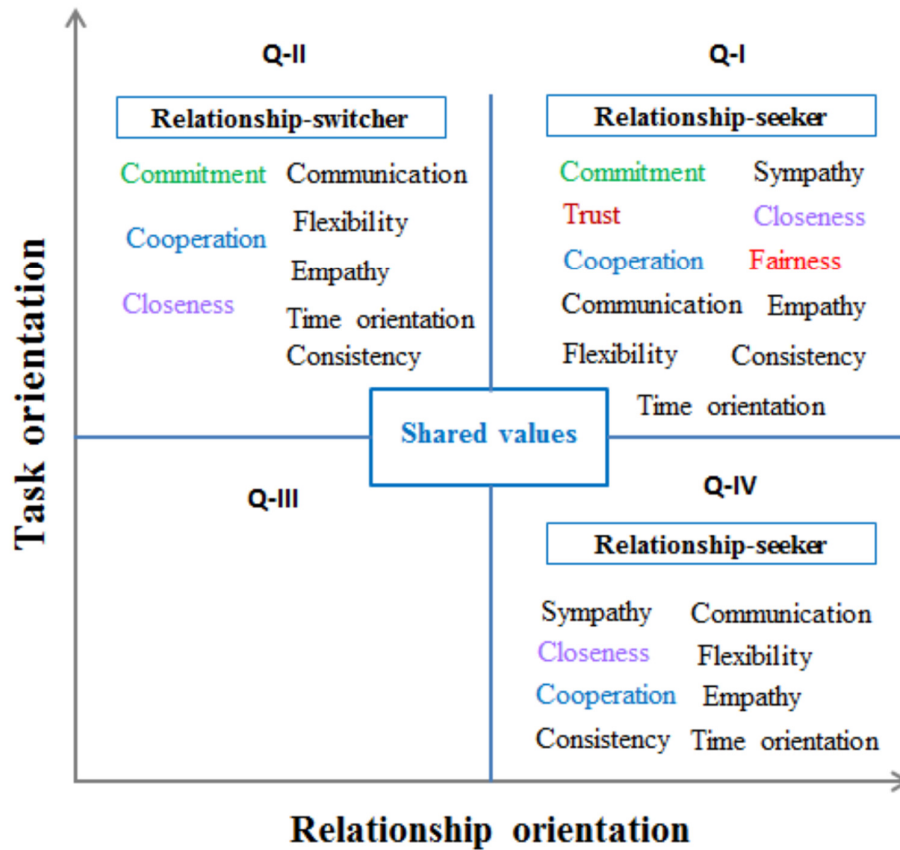 Q-II
Q-I
Relationship-switcher
Relationship-seeker
Commitment Communication
Flexibility
Cooperation
Empathy
Closeness
Time orientation
Consistency
Commitment Sympathy
Trust Closeness
Cooperation Fairness
Communication Empathy
Flexibility Consistency
Time orientation
Shared values
Q-III
Q-IV
Relationship-seeker
Sympathy Communication
Closeness Flexibility
Cooperation Empathy
Consistency Time orientation
Task orientation
Relationship orientation